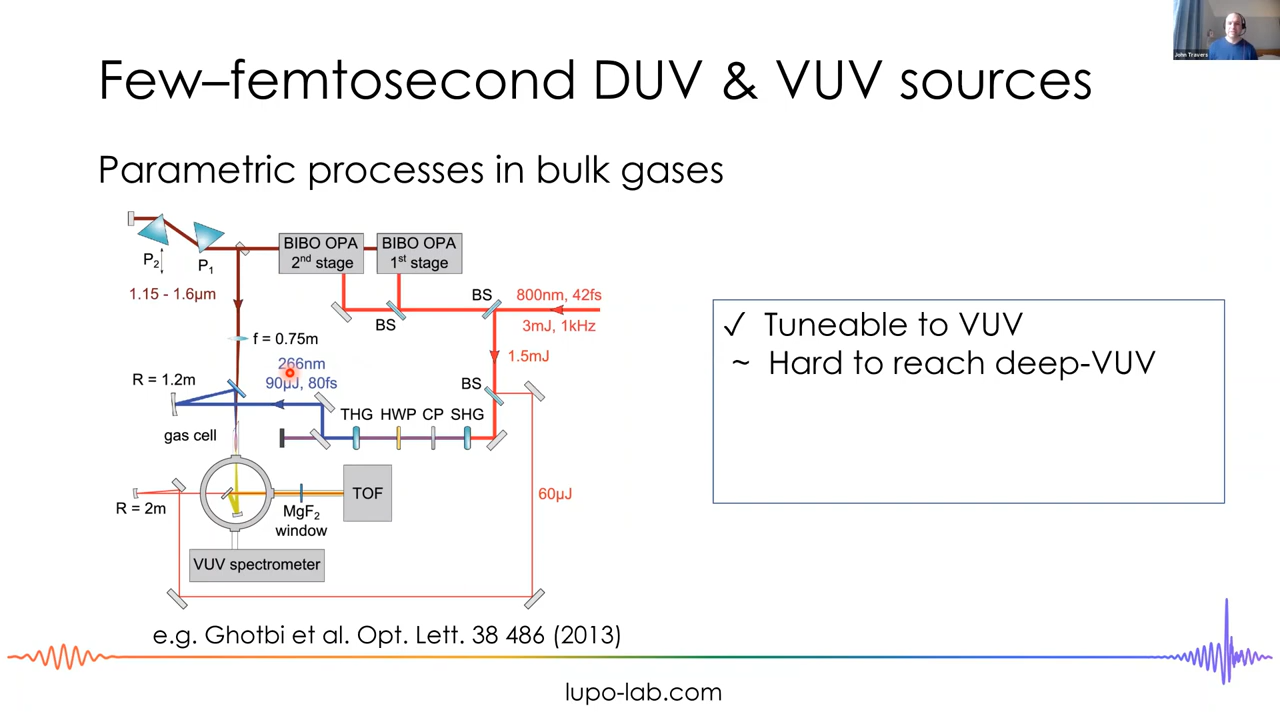 John Travers
Few–femtosecond DUV & VUV sources
Parametric processes in bulk gases
P2
P1
BIBO OPA
2nd stage
BIBO OPA
1st stage
1.15 - 1.6µm
BS
BS
800nm, 42fs
3mJ, 1kHz
f = 0.75m
1.5mJ
266nm
90µJ, 80fs
R = 1.2m
BS
THG HWP CP SHG
gas cell
TOF
R = 2m
MgF2
window
60µJ
VUV spectrometer
✓ Tuneable to VUV
~ Hard to reach deep-VUV
e.g. Ghotbi et al. Opt. Lett. 38 486 (2013)
lupo-lab.com